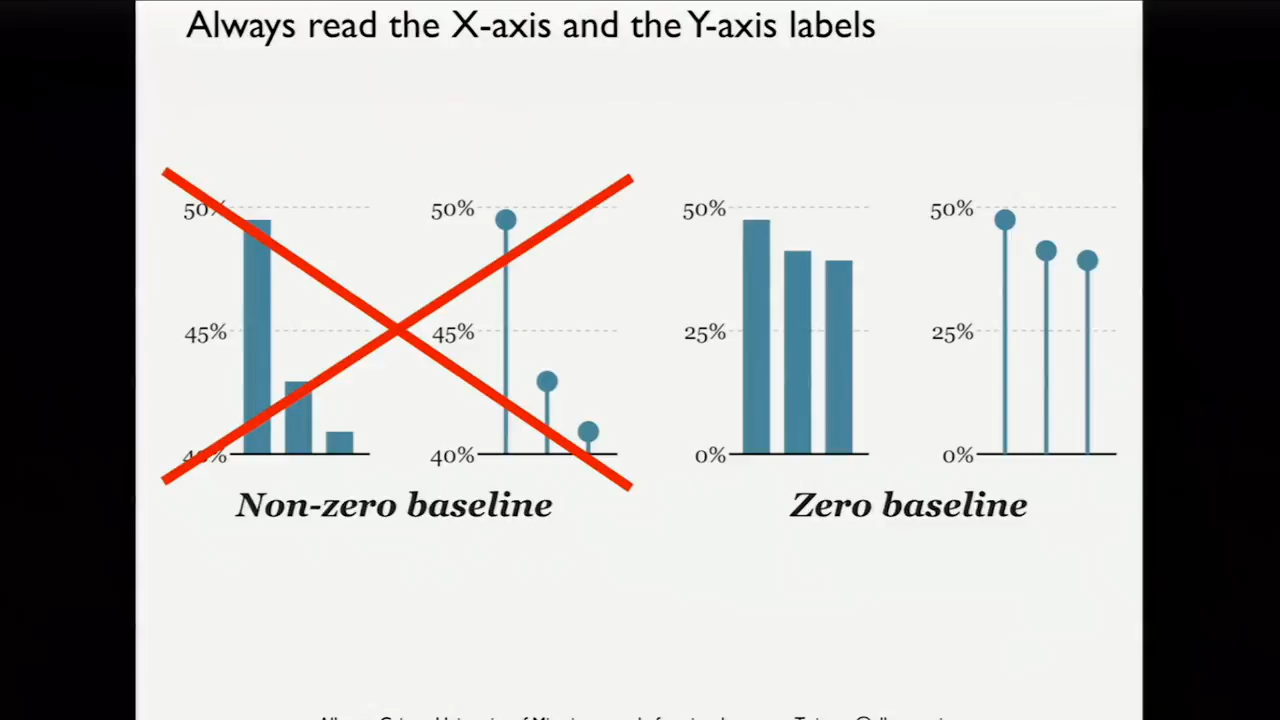 Always read the X-axis and the Y-axis labels
50% 50% 50% 50%
45% 45% 25% 25%
40% 40% 0% 0%
Non-zero baseline Zero baseline